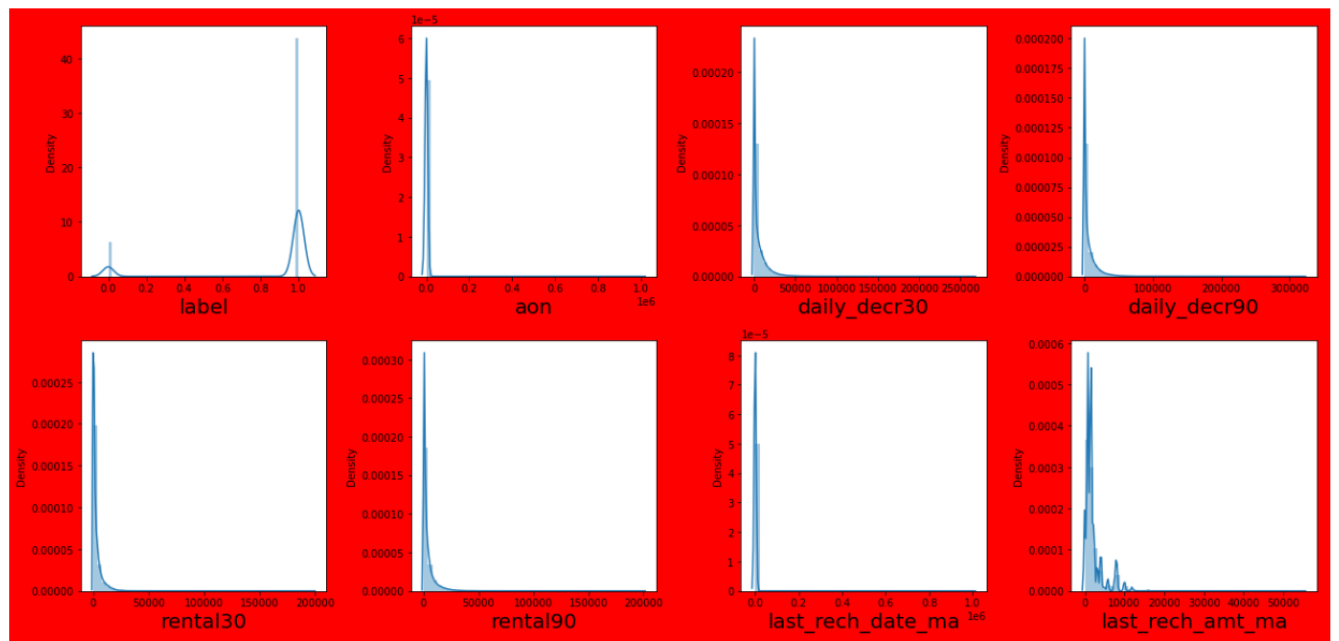 40
30
20
10
0
Density
0.0 0.2 0.4 0.6 0.8 1.0
label
1e−5
6
5
4
3
2
1
0
Density
0.0 0.2 0.4 0.6 0.8 1.0
1e6
aon
0.00020
0.00015
0.00010
0.00005
0.00000
Density
0 50000 100000 150000 200000 250000
daily_decr30
0.000200
0.000175
0.000150
0.000125
0.000100
0.000075
0.000050
0.000025
0.000000
Density
0 100000 200000 300000
daily_decr90
0.00025
0.00020
0.00015
0.00010
0.00005
0.00000
Density
0 50000 100000 150000 200000
rental30
0.00030
0.00025
0.00020
0.00015
0.00010
0.00005
0.00000
Density
0 50000 100000 150000 200000
rental90
1e−5
8
7
6
5
4
3
2
1
0
Density
0.0 0.2 0.4 0.6 0.8 1.0
1e6
last_rech_date_ma
0.0006
0.0005
0.0004
0.0003
0.0002
0.0001
0.0000
Density
0 10000 20000 30000 40000 50000
last_rech_amt_ma